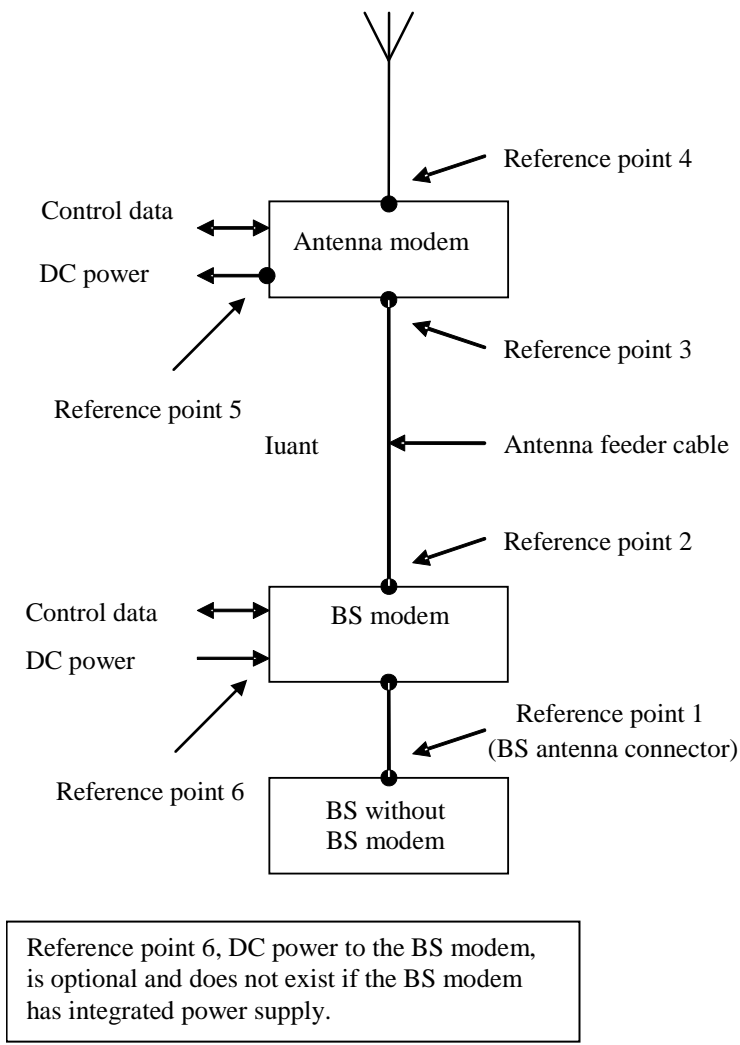 Reference point 4
Control data
Antenna modem
DC power
Reference point 3
Reference point 5
Iuant
Antenna feeder cable
Reference point 2
Control data
BS modem
DC power
Reference point 1
(BS antenna connector)
Reference point 6
BS without
BS modem
Reference point 6, DC power to the BS modem,
is optional and does not exist if the BS modem
has integrated power supply.